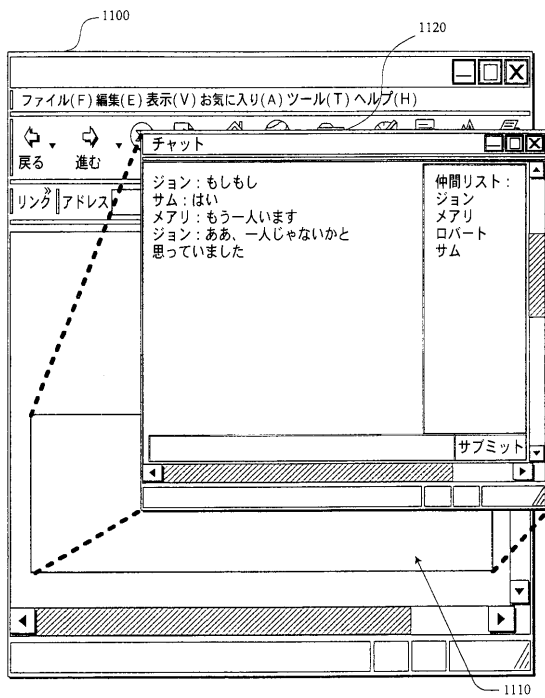 1100
1120
ファイル(F) 編集(E) 表示(V) お気に入り(A) ツール(T) ヘルプ(H)
戻る 進む
チャット
リンク » アドレス
ジョン：もしもし
サム：はい
メアリ：もう一人います
ジョン：ああ、一人じゃないかと
思っていました
仲間リスト：
ジョン
メアリ
ロバート
サム
サブミット
1110